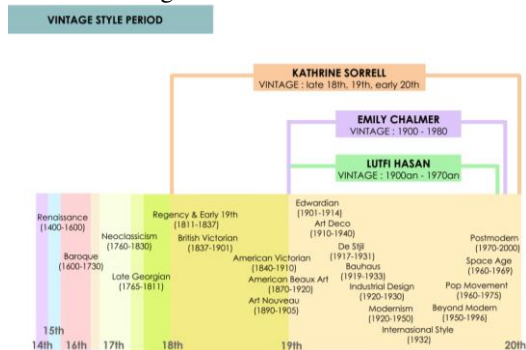 VINTAGE STYLE PERIOD
KATHRINE SORRELL
VINTAGE : late 18th, 19th, early 20th
EMILY CHALMER
VINTAGE : 1900 - 1980
LUTFI HASAN
VINTAGE : 1900an - 1970an
Renaissance
(1400-1600)
Baroque
(1600-1730)
Neoclassicism
(1760-1830)
Late Georgian
(1765-1811)
Regency & Early 19th
(1811-1837)
British Victorian
(1837-1901)
American Victorian
(1840-1910)
American Beaux Art
(1870-1920)
Art Nouveau
(1890-1905)
Edwardian
(1901-1914)
Art Deco
(1910-1940)
De Stjil
(1917-1931)
Bauhaus
(1919-1933)
Industrial Design
(1920-1930)
Modernism
(1920-1950)
Internasional Style
(1932)
Postmodern
(1970-2000)
Space Age
(1960-1969)
Pop Movement
(1960-1975)
Beyond Modern
(1950-1996)
15th
14th 16th 17th 18th 19th 20th